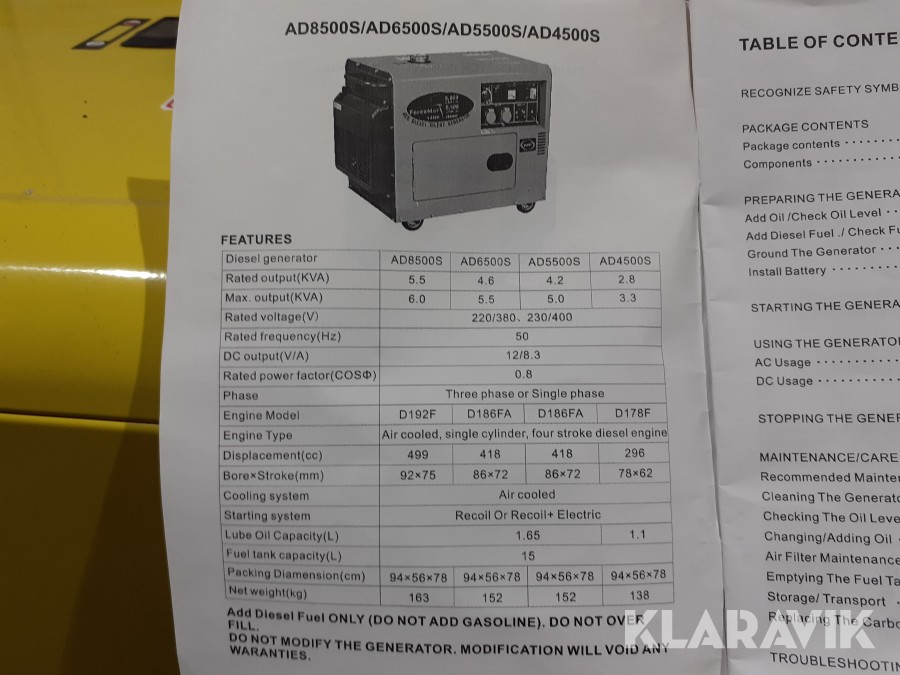 AD8500S/AD6500S/AD5500S/AD4500S
FEATURES
Diesel generator AD8500S AD6500S AD5500S AD4500S
Rated output(KVA) 5.5 4.6 4.2 2.8
Max. output(KVA) 6.0 5.5 5.0 3.3
Rated voltage(V) 220/380、230/400
Rated frequency(Hz) 50
DC output(V/A) 12/8.3
Rated power factor(COSΦ) 0.8
Phase Three phase or Single phase
Engine Model D192F D186FA D186FA D178F
Engine Type Air cooled, single cylinder, four stroke diesel engine
Displacement(cc) 499 418 418 296
Bore×Stroke(mm) 92×75 86×72 86×72 78×62
Cooling system Air cooled
Starting system Recoil Or Recoil+ Electric
Lube Oil Capacity(L) 1.65 1.1
Fuel tank capacity(L) 15
Packing Diamension(cm) 94×56×78 94×56×78 94×56×78 94×56×78
Net weight(kg) 163 152 152 138
Add Diesel Fuel ONLY (DO NOT ADD GASOLINE). DO NOT OVER
FILL.
DO NOT MODIFY THE GENERATOR. MODIFICATION WILL VOID ANY
WARANTIES.
TABLE OF CONTE
RECOGNIZE SAFETY SYMB
PACKAGE CONTENTS
Package contents
Components
PREPARING THE GENERA
Add Oil /Check Oil Level
Add Diesel Fuel ./ Check Fu
Ground The Generator
Install Battery
STARTING THE GENERA
USING THE GENERATO
AC Usage
DC Usage
STOPPING THE GENER
MAINTENANCE/CARE
Recommended Mainter
Cleaning The Generato
Checking The Oil Leve
Changing/Adding Oil
Air Filter Maintenance
Emptying The Fuel Ta
Storage/ Transport
Replacing The Carbo
TROUBLESHOOTIN
KLARAVIK